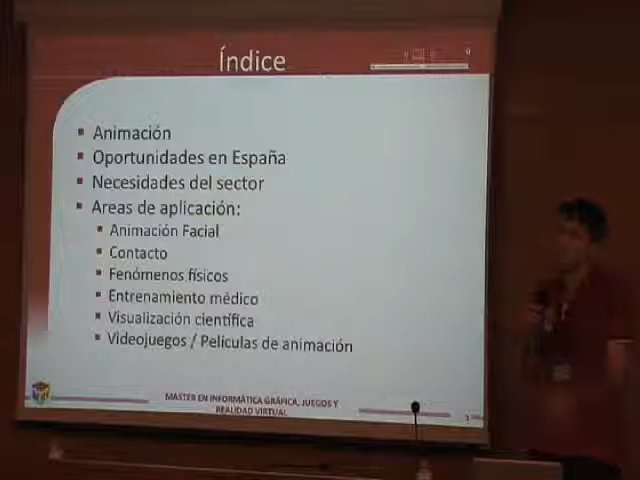 Índice
Animación
Oportunidades en España
Necesidades del sector
Areas de aplicación:
Animación Facial
Contacto
Fenómenos físicos
Entrenamiento médico
Visualización científica
Videojuegos / Películas de animación
MASTER EN INFORMÁTICA GRÁFICA, JUEGOS Y
REALIDAD VIRTUAL